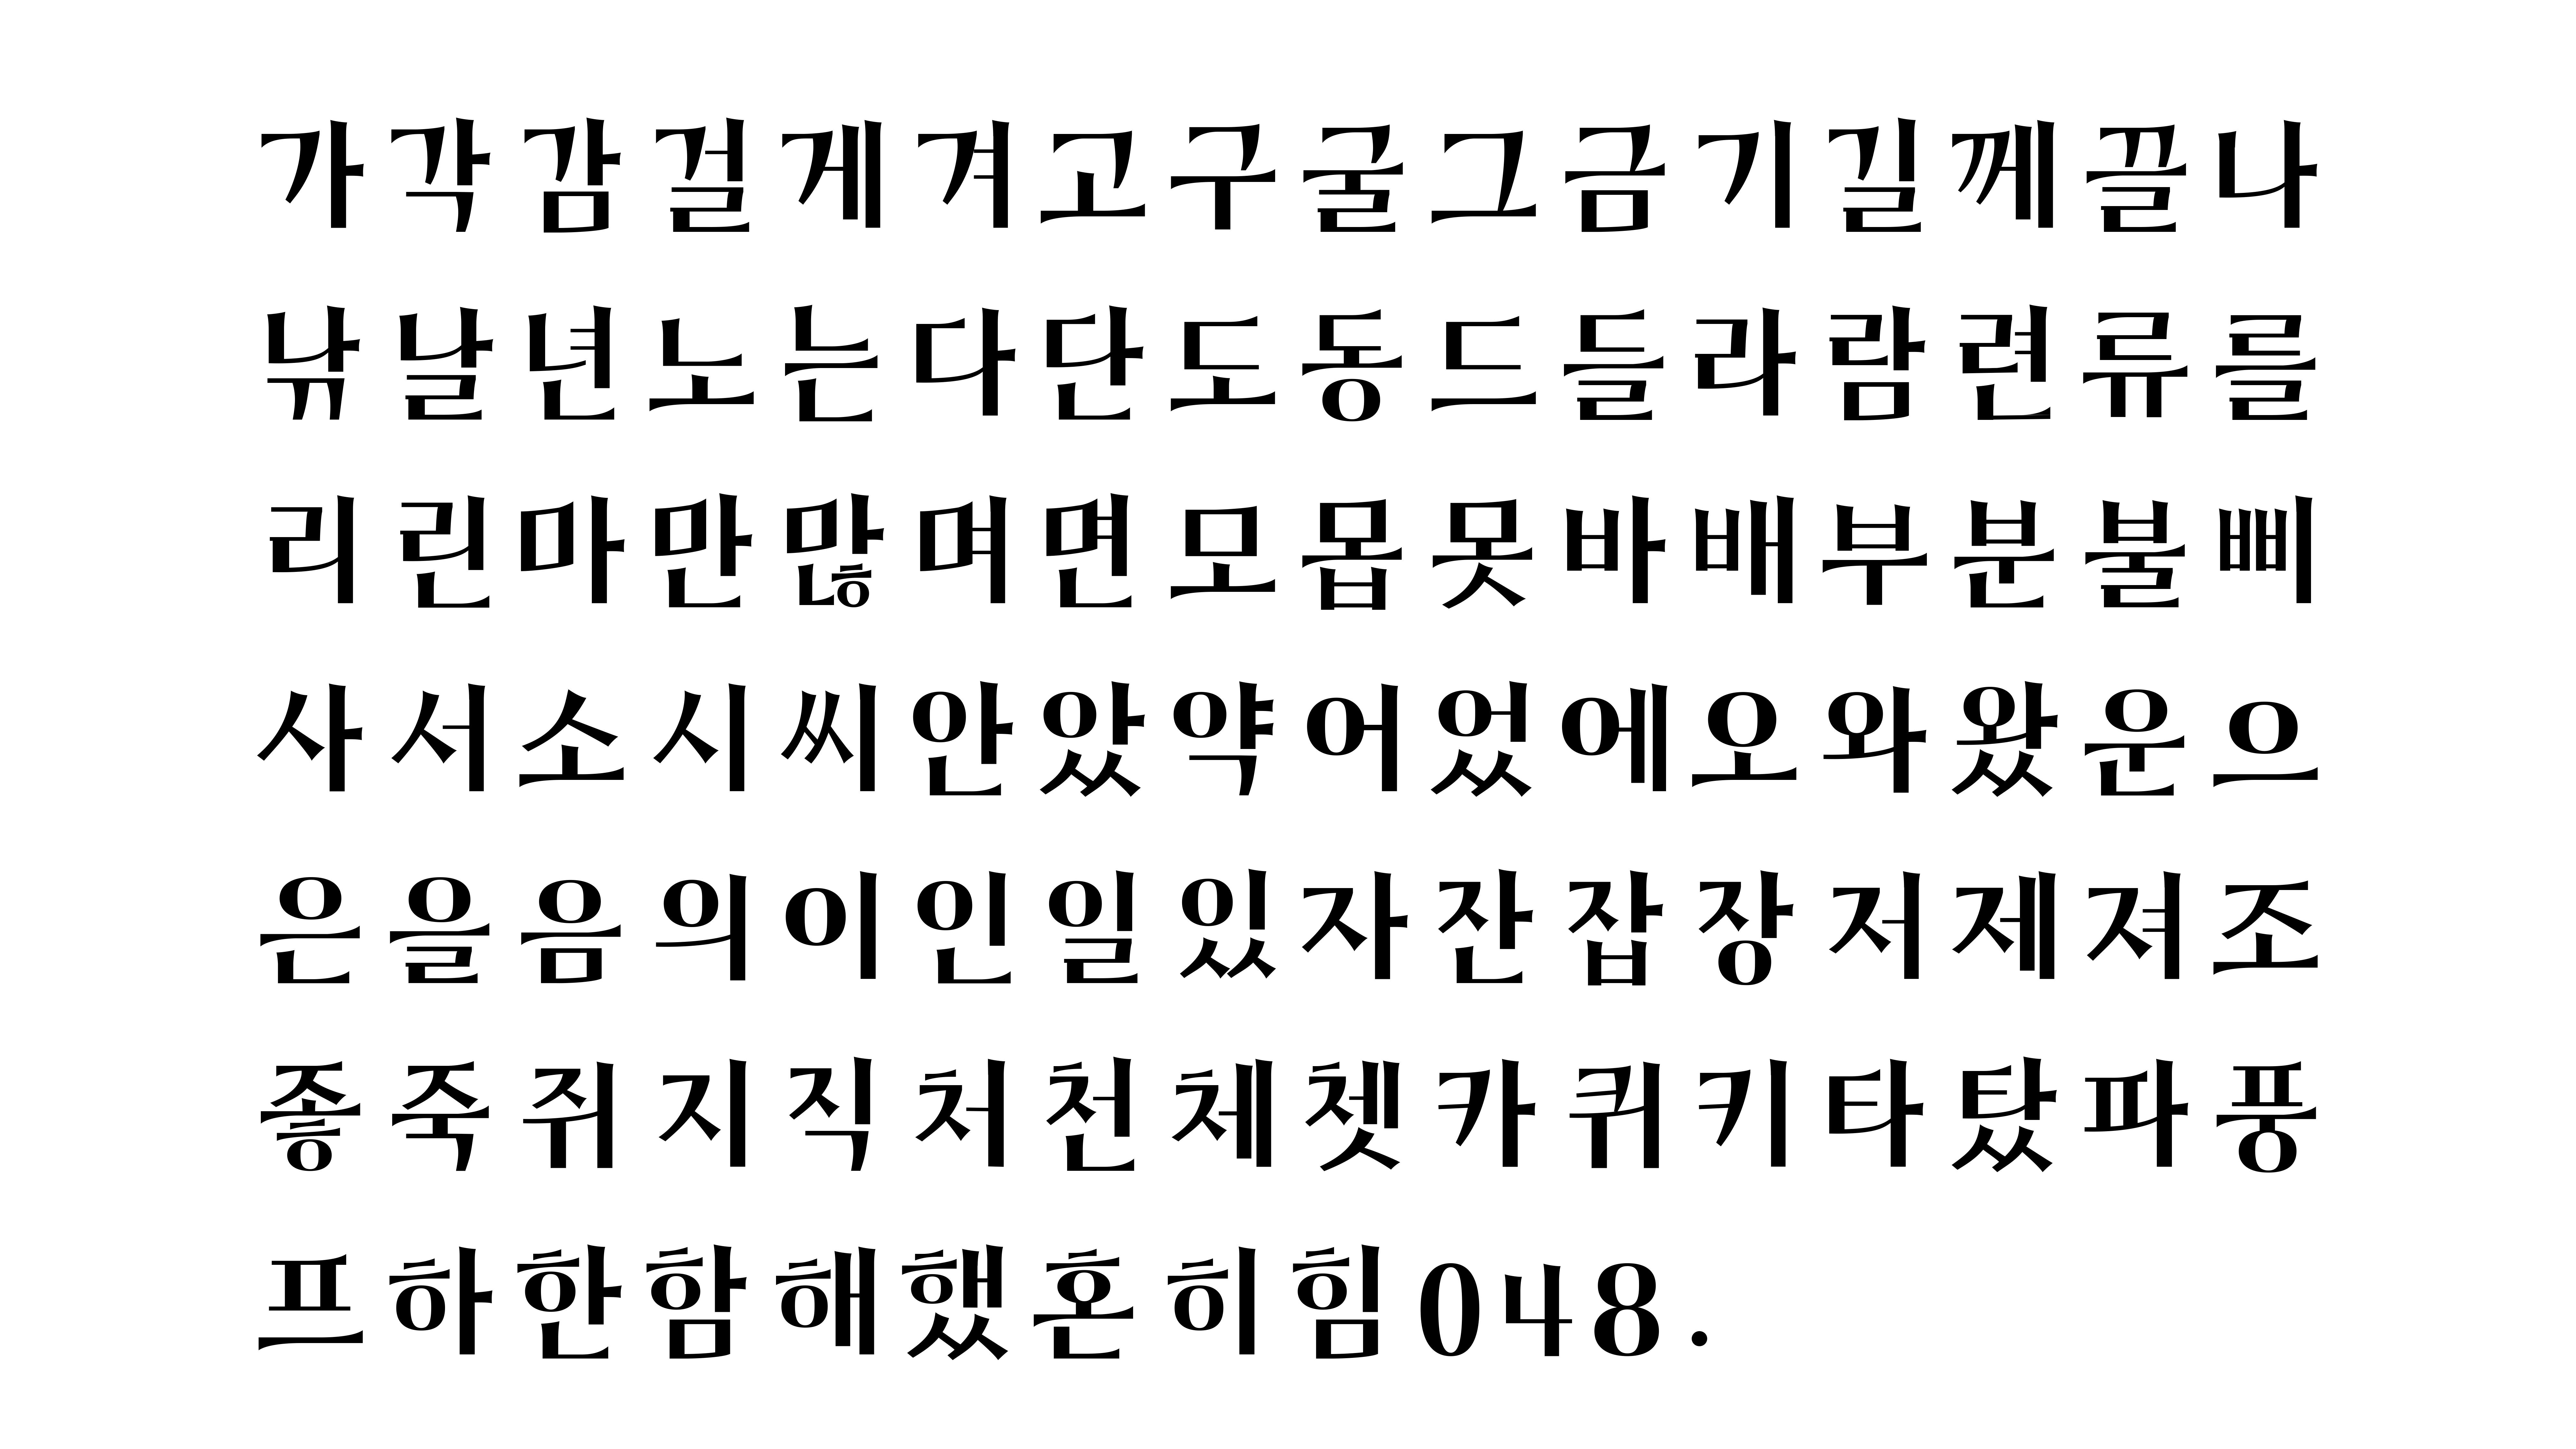 가각감걸게겨고구굴그금기길께끝나
낚날년노는다단도동드들라람련류를
리린마만많며면모몹못바배부분불삐
사서소시씨안았약어었에오와왔운으
은을음의이인일있자잔잡장저제져조
좋죽쥐지직처천체쳇카퀴키타탔파퐁
프하한함해했혼히힘048.